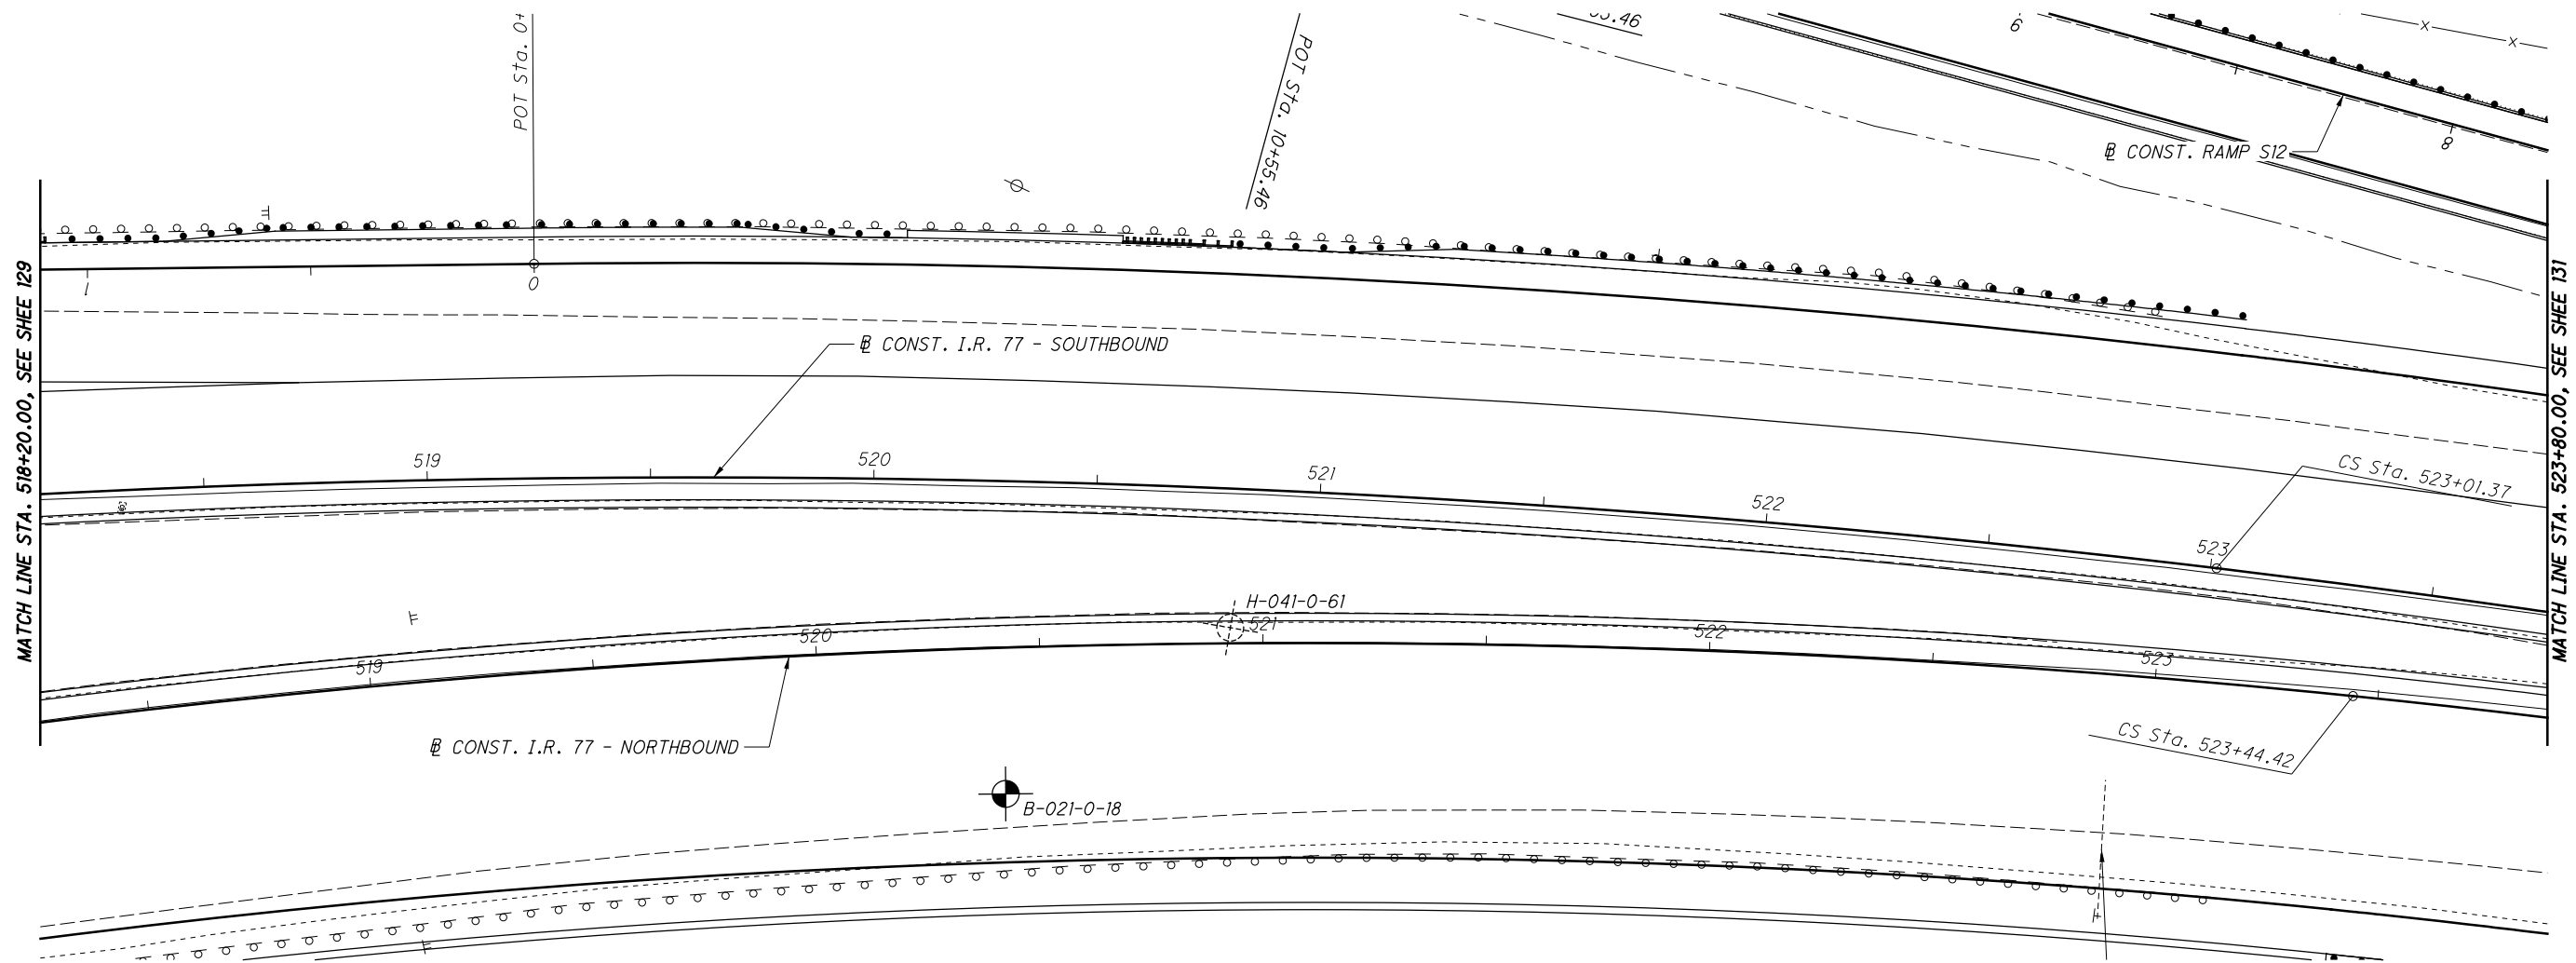 POT Sta. 0+
POT Sta. 10+55.46
6
7
8
℄ CONST. RAMP S12
MATCH LINE STA. 518+20.00, SEE SHEE 129
MATCH LINE STA. 523+80.00, SEE SHEE 131
1
0
℄ CONST. I.R. 77 - SOUTHBOUND
519
520
521
522
523
CS Sta. 523+01.37
H-041-0-61
519
520
521
522
523
℄ CONST. I.R. 77 - NORTHBOUND
CS Sta. 523+44.42
B-021-0-18